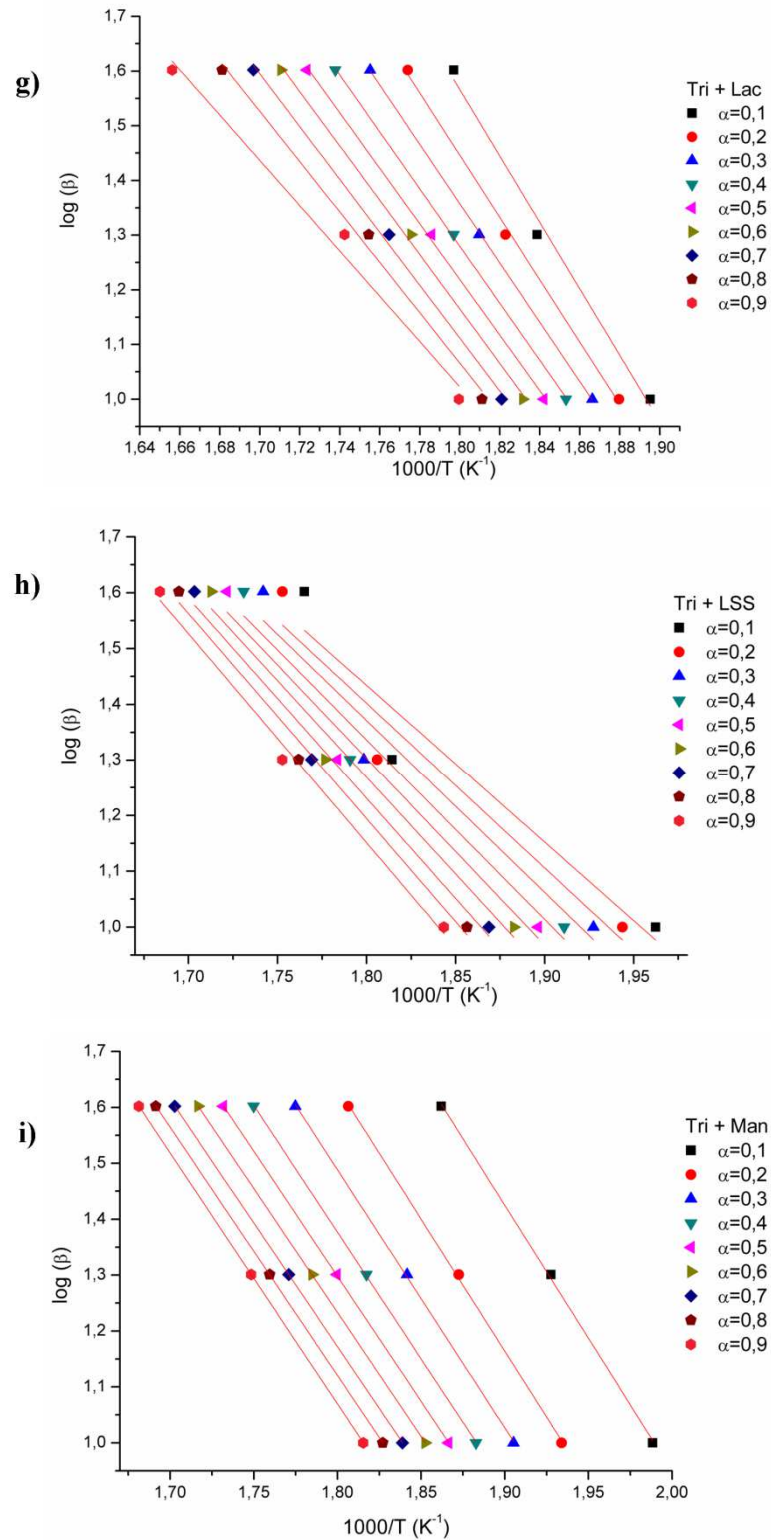 g)
1,7
1,6
1,5
1,4
1,3
1,2
1,1
1,0
log (β)
1,64 1,66 1,68 1,70 1,72 1,74 1,76 1,78 1,80 1,82 1,84 1,86 1,88 1,90
1000/T (K⁻¹)
Tri + Lac
α=0,1
α=0,2
α=0,3
α=0,4
α=0,5
α=0,6
α=0,7
α=0,8
α=0,9
h)
1,7
1,6
1,5
1,4
1,3
1,2
1,1
1,0
log (β)
1,70 1,75 1,80 1,85 1,90 1,95
1000/T (K⁻¹)
Tri + LSS
α=0,1
α=0,2
α=0,3
α=0,4
α=0,5
α=0,6
α=0,7
α=0,8
α=0,9
i)
1,7
1,6
1,5
1,4
1,3
1,2
1,1
1,0
log (β)
1,70 1,75 1,80 1,85 1,90 1,95 2,00
1000/T (K⁻¹)
Tri + Man
α=0,1
α=0,2
α=0,3
α=0,4
α=0,5
α=0,6
α=0,7
α=0,8
α=0,9